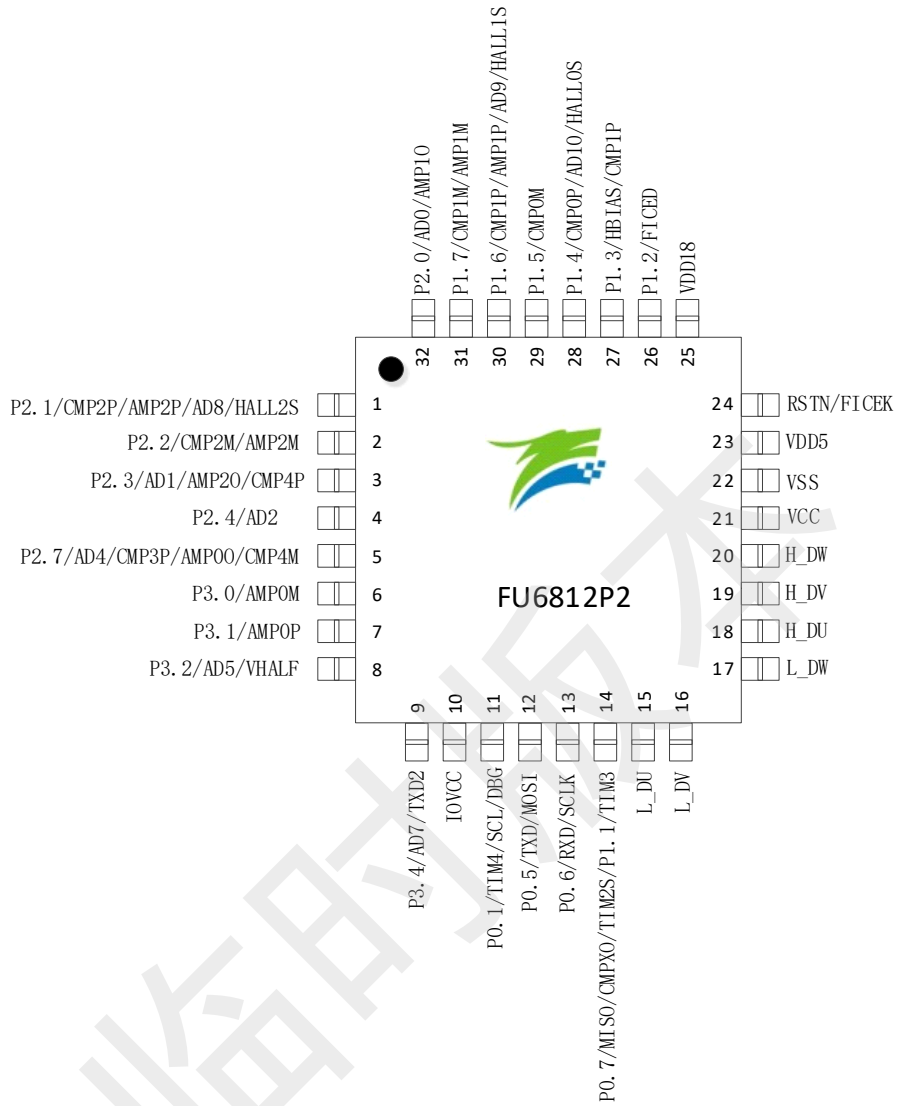 P2.0/AD0/AMP1O
P1.7/CMP1M/AMP1M
P1.6/CMP1P/AMP1P/AD9/HALL1S
P1.5/CMP0M
P1.4/CMP0P/AD10/HALL0S
P1.3/HBIAS/CMP1P
P1.2/FICED
VDD18
32
31
30
29
28
27
26
25
P2.1/CMP2P/AMP2P/AD8/HALL2S 1
P2.2/CMP2M/AMP2M 2
P2.3/AD1/AMP2O/CMP4P 3
P2.4/AD2 4
P2.7/AD4/CMP3P/AMP0O/CMP4M 5
P3.0/AMP0M 6
P3.1/AMP0P 7
P3.2/AD5/VHALF 8
24 RSTN/FICEK
23 VDD5
22 VSS
21 VCC
20 H_DW
19 H_DV
18 H_DU
17 L_DW
FU6812P2
9
10
11
12
13
14
15
16
P3.4/AD7/TXD2
IOVCC
P0.1/TIM4/SCL/DBG
P0.5/TXD/MOSI
P0.6/RXD/SCLK
P0.7/MISO/CMPXO/TIM2S/P1.1/TIM3
L_DU
L_DV
临时版本